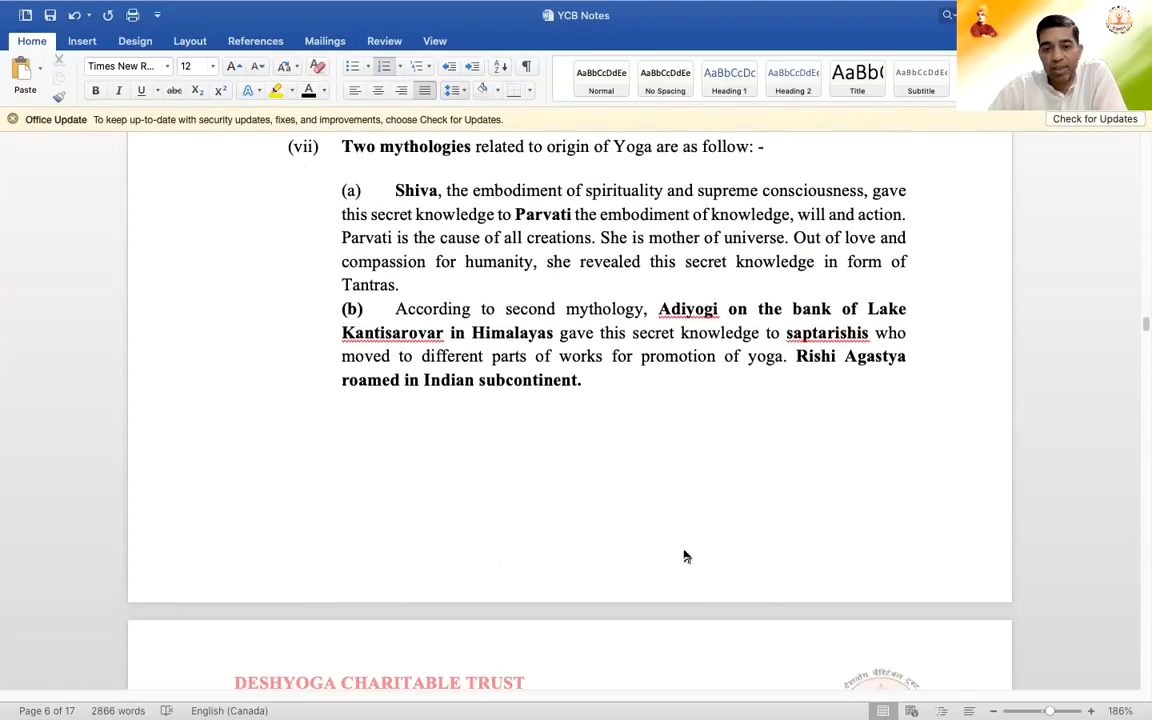 YCB Notes
Home Insert Design Layout References Mailings Review View
Times New R... 12
Paste
AaBbCcDdEe AaBbCcDdEe AaBbCcDc AaBbCcDdEe AaBb( AaBbCcDdEe
Normal No Spacing Heading 1 Heading 2 Title Subtitle
Office Update To keep up-to-date with security updates, fixes, and improvements, choose Check for Updates. Check for Updates
(vii) Two mythologies related to origin of Yoga are as follow: -
(a) Shiva, the embodiment of spirituality and supreme consciousness, gave
this secret knowledge to Parvati the embodiment of knowledge, will and action.
Parvati is the cause of all creations. She is mother of universe. Out of love and
compassion for humanity, she revealed this secret knowledge in form of
Tantras.
(b) According to second mythology, Adiyogi on the bank of Lake
Kantisarovar in Himalayas gave this secret knowledge to saptarishis who
moved to different parts of works for promotion of yoga. Rishi Agastya
roamed in Indian subcontinent.
DESHYOGA CHARITABLE TRUST
Page 6 of 17 2866 words English (Canada) 186%